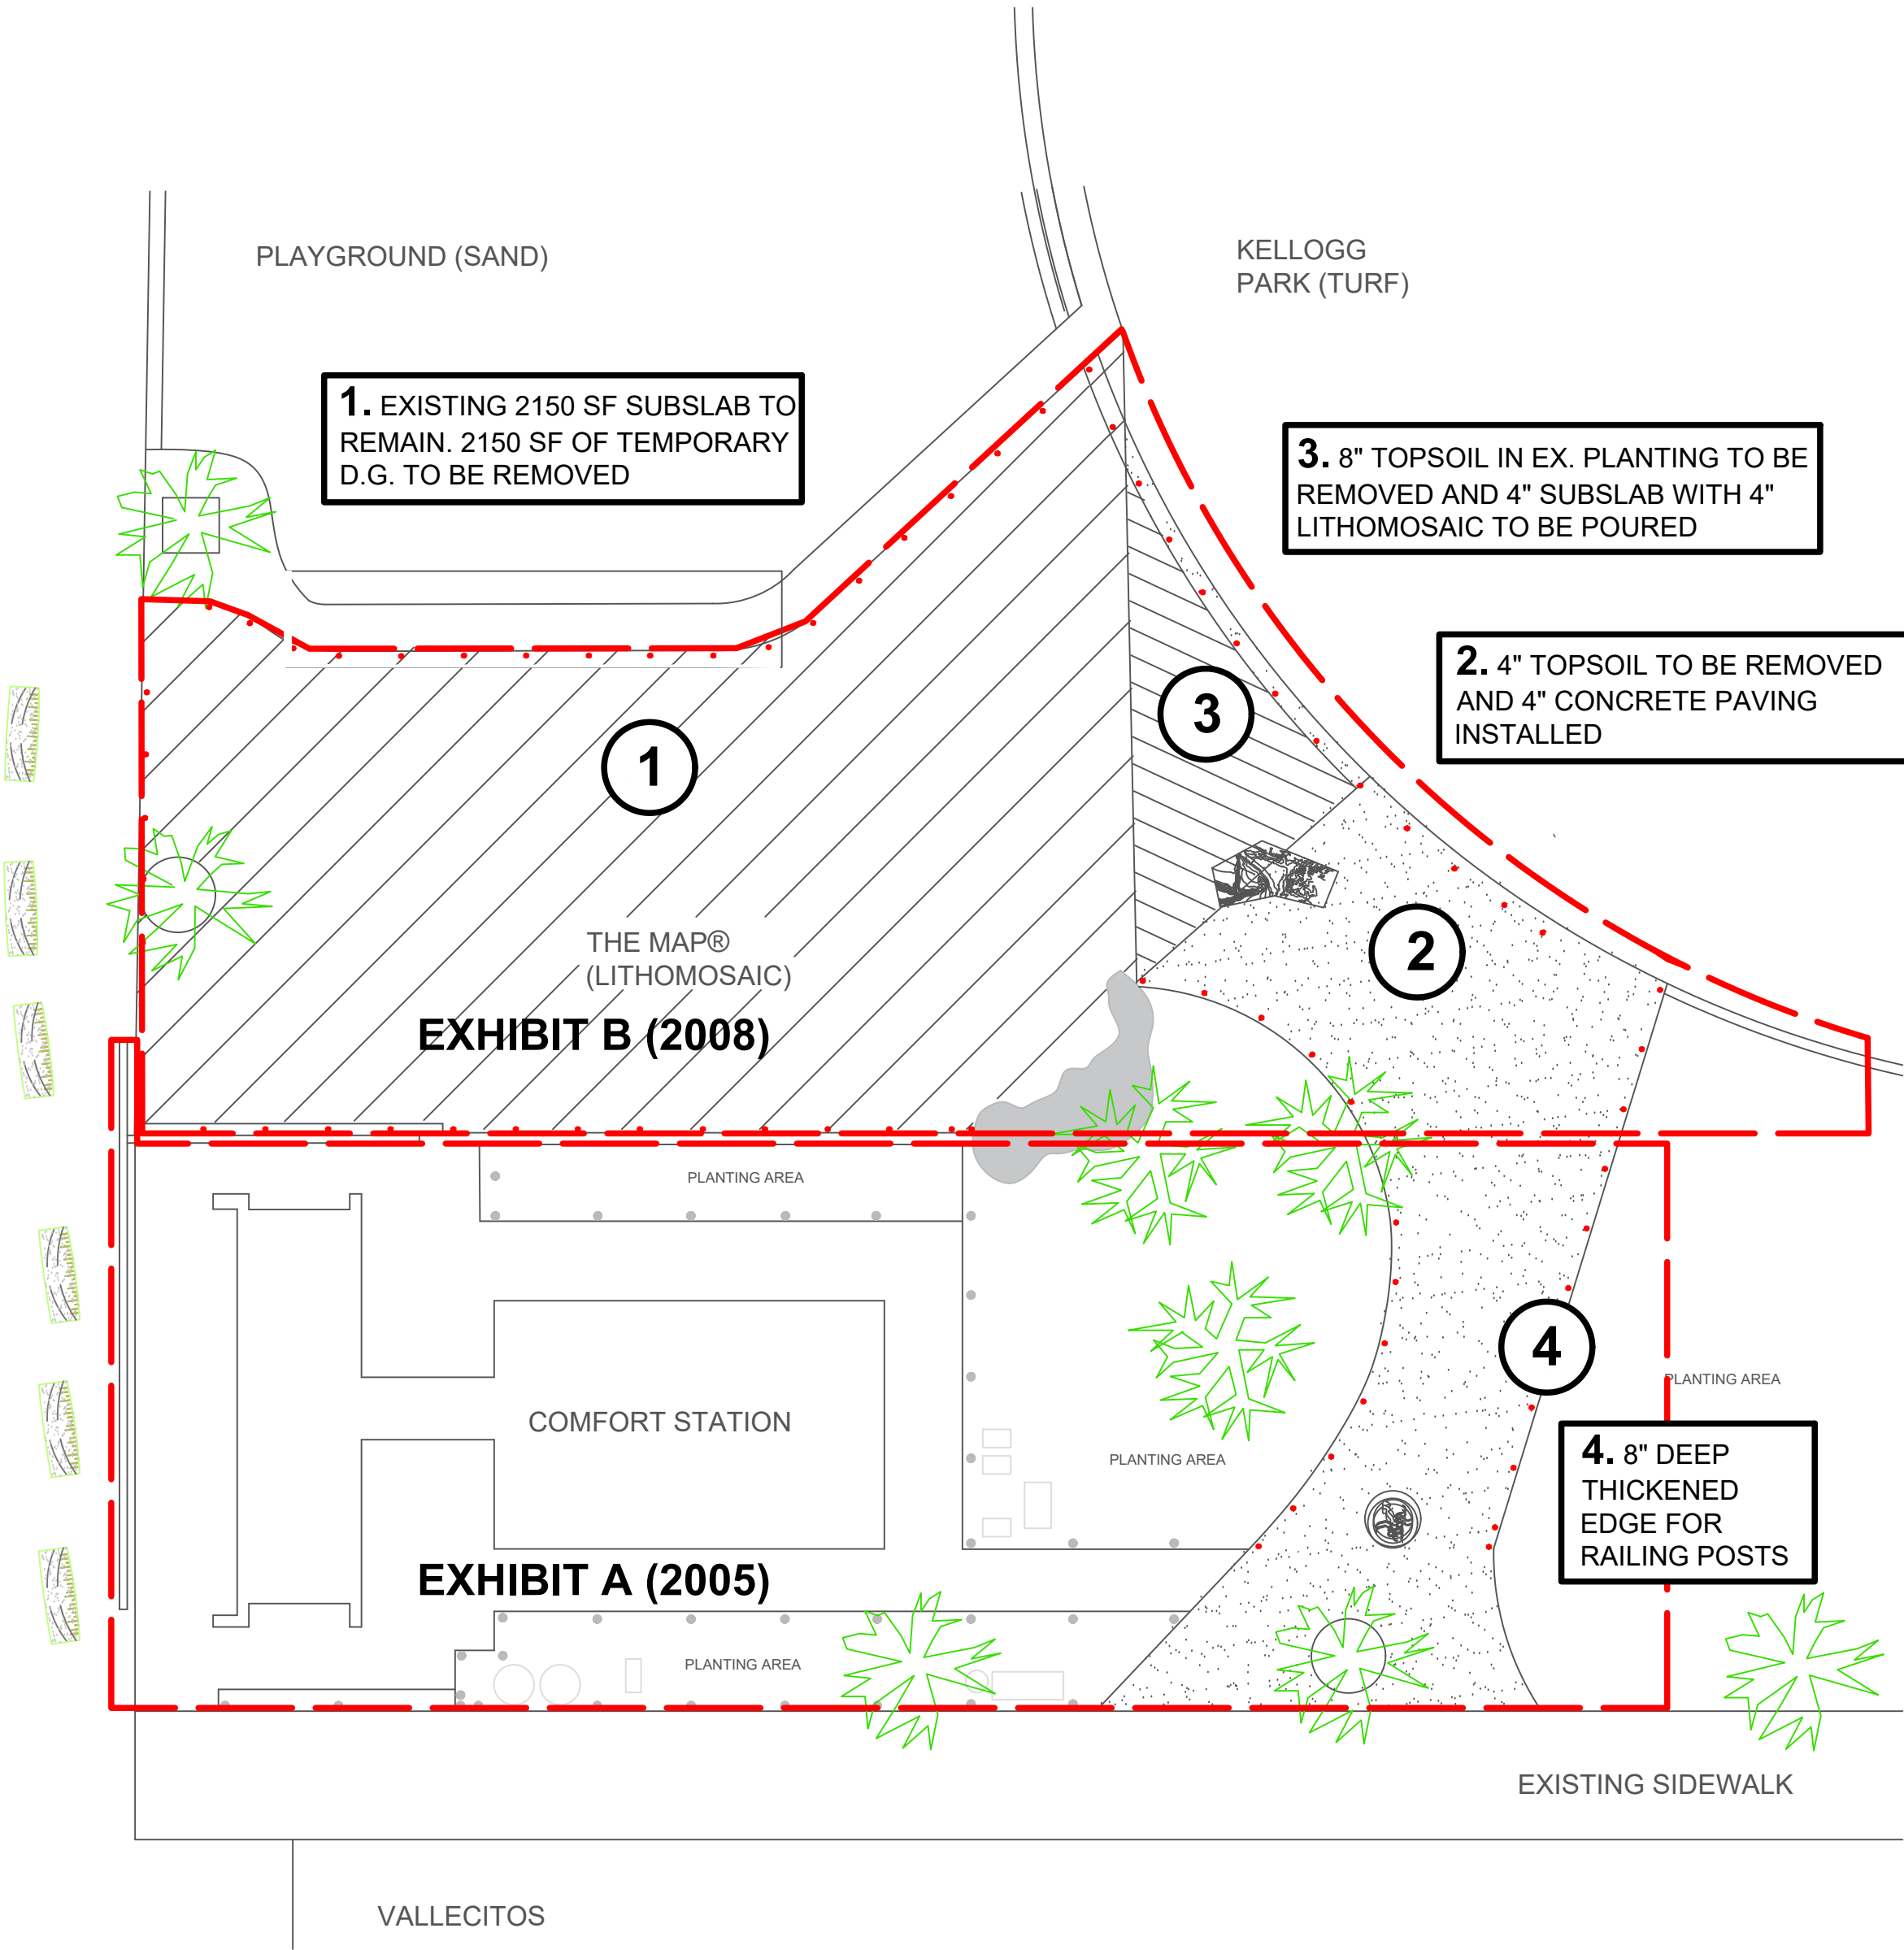 PLAYGROUND (SAND)
KELLOGG
PARK (TURF)
1. EXISTING 2150 SF SUBSLAB TO
REMAIN. 2150 SF OF TEMPORARY
D.G. TO BE REMOVED
3. 8" TOPSOIL IN EX. PLANTING TO BE
REMOVED AND 4" SUBSLAB WITH 4"
LITHOMOSAIC TO BE POURED
2. 4" TOPSOIL TO BE REMOVED
AND 4" CONCRETE PAVING
INSTALLED
3
1
2
THE MAP®
(LITHOMOSAIC)
EXHIBIT B (2008)
PLANTING AREA
4
PLANTING AREA
COMFORT STATION
PLANTING AREA
4. 8" DEEP
THICKENED
EDGE FOR
RAILING POSTS
EXHIBIT A (2005)
PLANTING AREA
EXISTING SIDEWALK
VALLECITOS